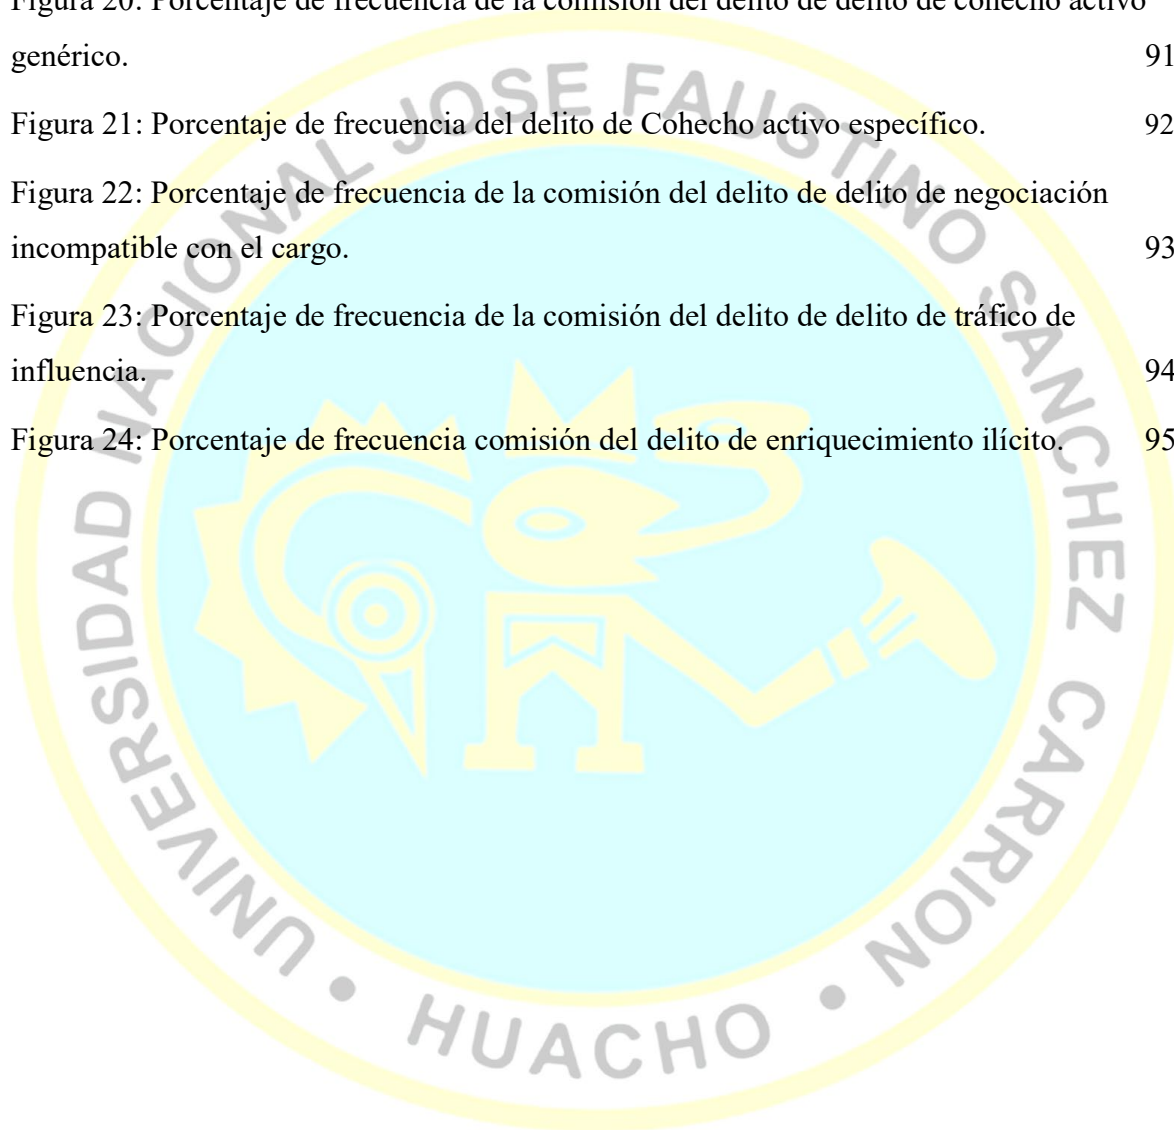 Figura 20: Porcentaje de frecuencia de la comisión del delito de delito de cohecho activo
genérico. 91
Figura 21: Porcentaje de frecuencia del delito de Cohecho activo específico. 92
Figura 22: Porcentaje de frecuencia de la comisión del delito de delito de negociación
incompatible con el cargo. 93
Figura 23: Porcentaje de frecuencia de la comisión del delito de delito de tráfico de
influencia. 94
Figura 24: Porcentaje de frecuencia comisión del delito de enriquecimiento ilícito. 95
UNIVERSIDAD NACIONAL JOSE FAUSTINO SANCHEZ CARRION
• HUACHO •